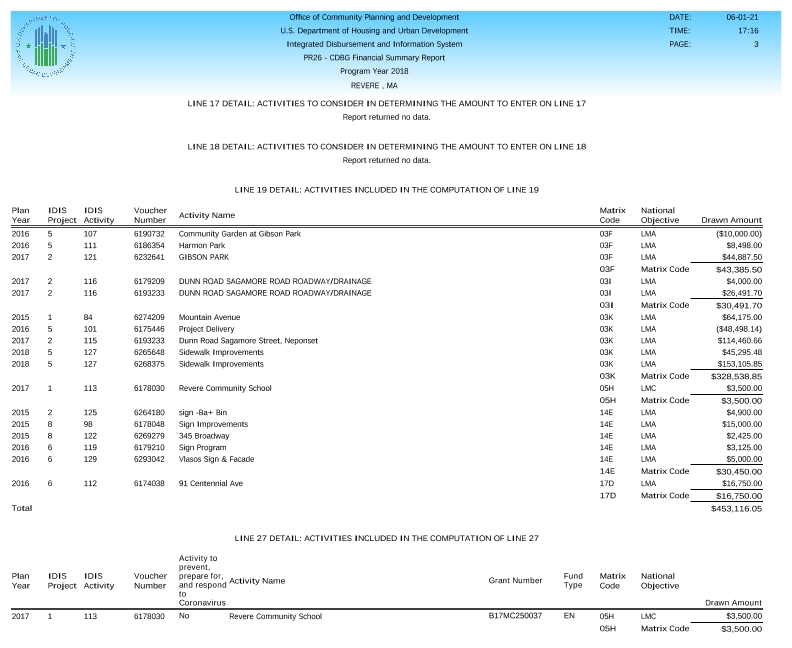 Office of Community Planning and Development DATE: 06-01-21
U.S. Department of Housing and Urban Development TIME: 17:16
Integrated Disbursement and Information System PAGE: 3
PR26 - CDBG Financial Summary Report
Program Year 2018
REVERE , MA
LINE 17 DETAIL: ACTIVITIES TO CONSIDER IN DETERMINING THE AMOUNT TO ENTER ON LINE 17
Report returned no data.
LINE 18 DETAIL: ACTIVITIES TO CONSIDER IN DETERMINING THE AMOUNT TO ENTER ON LINE 18
Report returned no data.
LINE 19 DETAIL: ACTIVITIES INCLUDED IN THE COMPUTATION OF LINE 19
Plan Year IDIS Project IDIS Activity Voucher Number Activity Name Matrix Code National Objective Drawn Amount
2016 5 107 6190732 Community Garden at Gibson Park 03F LMA ($10,000.00)
2016 5 111 6186354 Harmon Park 03F LMA $8,498.00
2017 2 121 6232641 GIBSON PARK 03F LMA $44,887.50
03F Matrix Code $43,385.50
2017 2 116 6179209 DUNN ROAD SAGAMORE ROAD ROADWAY/DRAINAGE 03I LMA $4,000.00
2017 2 116 6193233 DUNN ROAD SAGAMORE ROAD ROADWAY/DRAINAGE 03I LMA $26,491.70
03I Matrix Code $30,491.70
2015 1 84 6274209 Mountain Avenue 03K LMA $64,175.00
2016 5 101 6175446 Project Delivery 03K LMA ($48,498.14)
2017 2 115 6193233 Dunn Road Sagamore Street, Neponset 03K LMA $114,460.66
2018 5 127 6265648 Sidewalk Improvements 03K LMA $45,295.48
2018 5 127 6268375 Sidewalk Improvements 03K LMA $153,105.85
03K Matrix Code $328,538.85
2017 1 113 6178030 Revere Community School 05H LMC $3,500.00
05H Matrix Code $3,500.00
2015 2 125 6264180 sign -Ba+ Bin 14E LMA $4,900.00
2015 8 98 6178048 Sign Improvements 14E LMA $15,000.00
2015 8 122 6269279 345 Broadway 14E LMA $2,425.00
2016 6 119 6179210 Sign Program 14E LMA $3,125.00
2016 6 129 6293042 Vlasos Sign & Facade 14E LMA $5,000.00
14E Matrix Code $30,450.00
2016 6 112 6174038 91 Centennial Ave 17D LMA $16,750.00
17D Matrix Code $16,750.00
Total $453,116.05
LINE 27 DETAIL: ACTIVITIES INCLUDED IN THE COMPUTATION OF LINE 27
Plan Year IDIS Project IDIS Activity Voucher Number Activity to prevent, prepare for, and respond to Coronavirus Activity Name Grant Number Fund Type Matrix Code National Objective Drawn Amount
2017 1 113 6178030 No Revere Community School B17MC250037 EN 05H LMC $3,500.00
05H Matrix Code $3,500.00